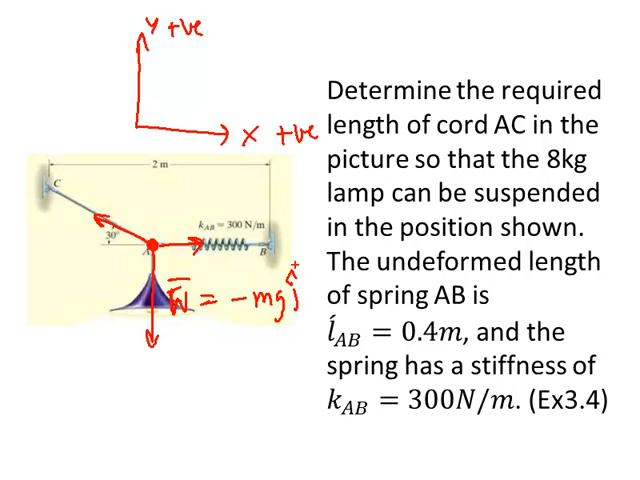 y +ve
x +ve
2 m
C
k_AB = 300 N/m
30°
A
B
W̅ = -mg ĵ
Determine the required
length of cord AC in the
picture so that the 8kg
lamp can be suspended
in the position shown.
The undeformed length
of spring AB is
ĺ_AB = 0.4m, and the
spring has a stiffness of
k_AB = 300N/m. (Ex3.4)